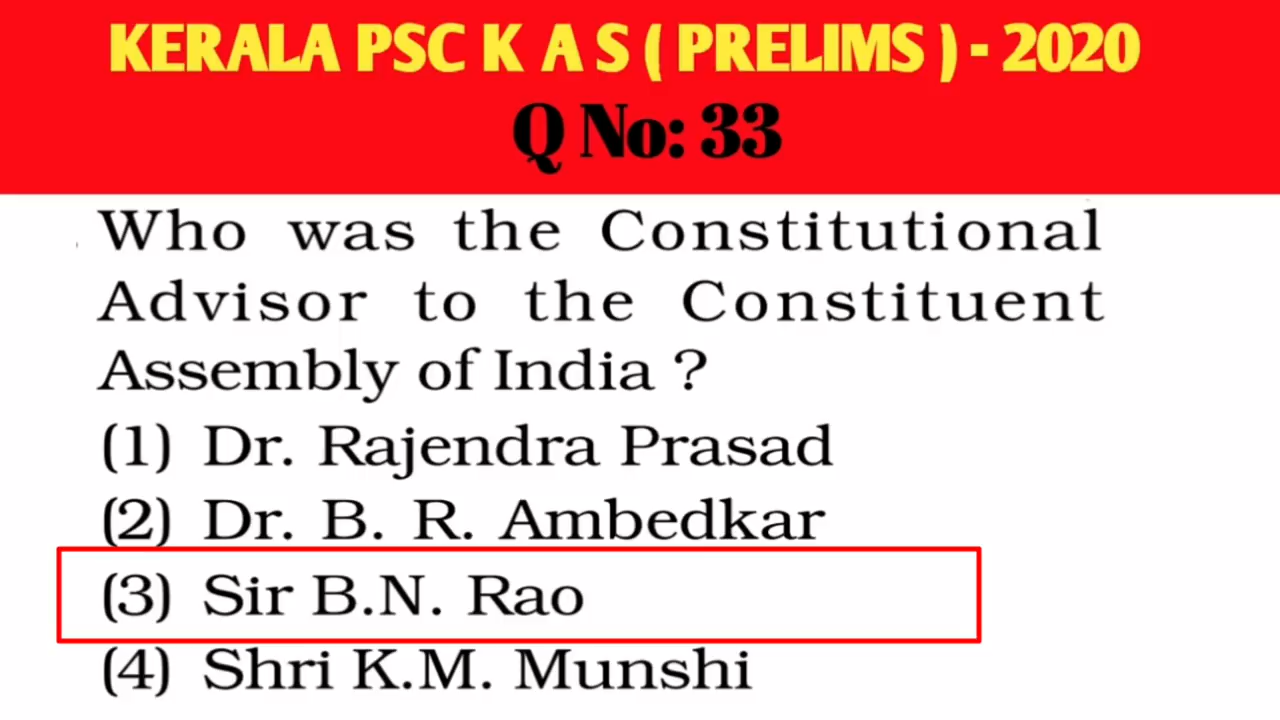 KERALA PSC K A S ( PRELIMS ) - 2020
Q No: 33
Who was the Constitutional
Advisor to the Constituent
Assembly of India ?
(1) Dr. Rajendra Prasad
(2) Dr. B. R. Ambedkar
(3) Sir B.N. Rao
(4) Shri K.M. Munshi